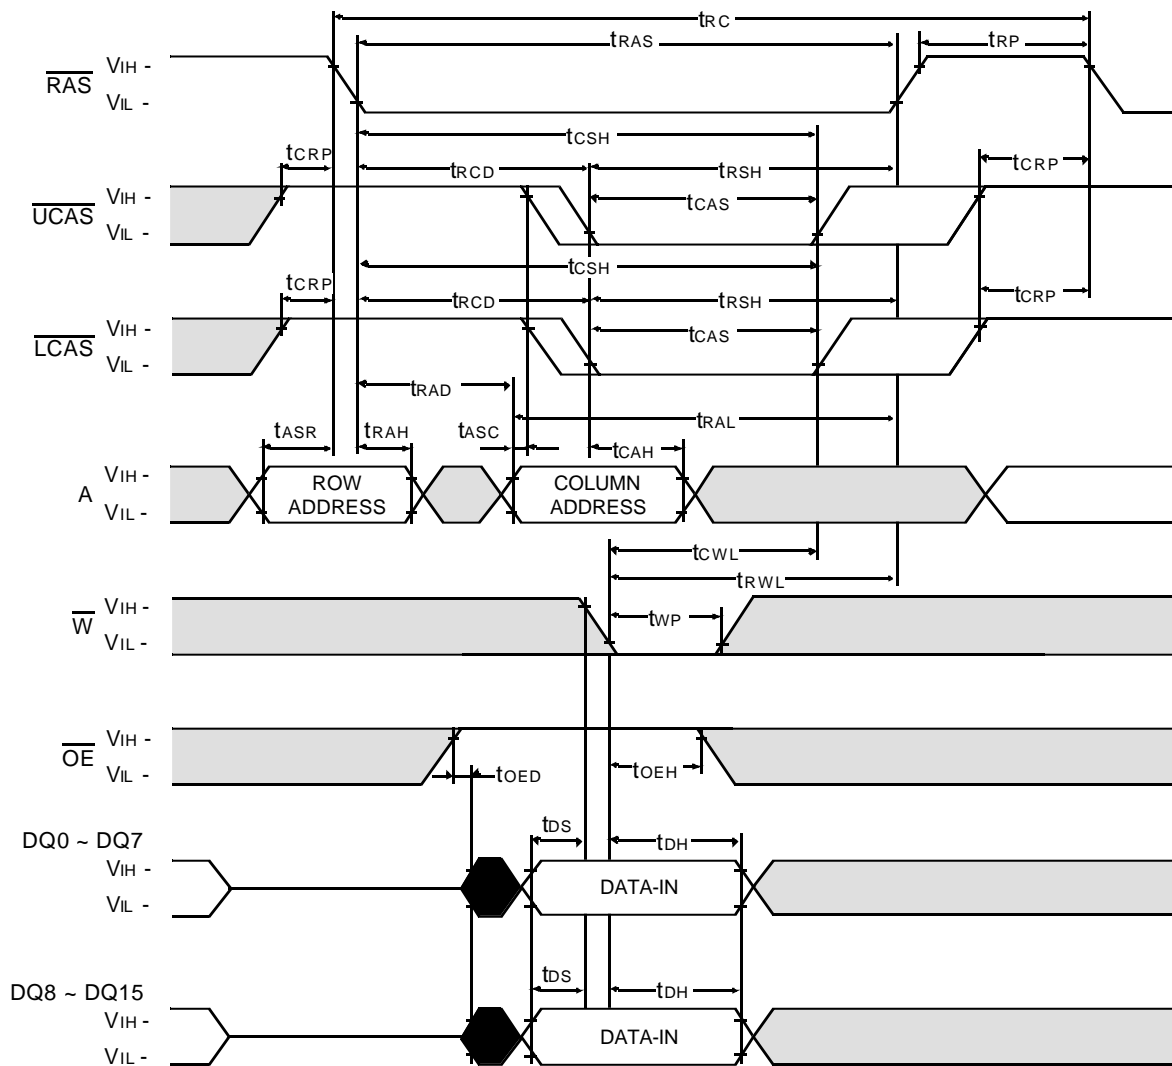 tRC
tRAS
tRP
RAS
VIH -
VIL -
tCSH
tCRP
tRCD
tRSH
tCRP
UCAS
VIH -
VIL -
tCAS
tCSH
tCRP
tRCD
tRSH
tCRP
LCAS
VIH -
VIL -
tCAS
tRAD
tRAL
tASR
tRAH
tASC
tCAH
A
VIH -
VIL -
ROW
ADDRESS
COLUMN
ADDRESS
tCWL
tRWL
W
VIH -
VIL -
tWP
OE
VIH -
VIL -
tOED
tOEH
DQ0 ~ DQ7
VIH -
VIL -
tDS
tDH
DATA-IN
DQ8 ~ DQ15
VIH -
VIL -
tDS
tDH
DATA-IN